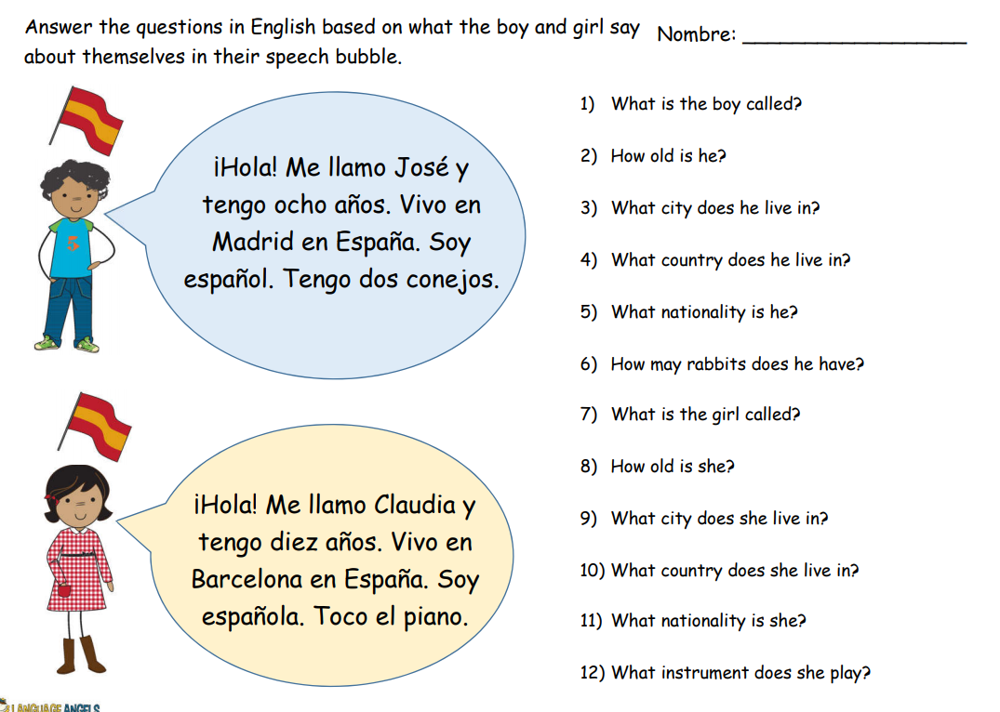 Answer the questions in English based on what the boy and girl say
about themselves in their speech bubble.
Nombre: ____________________
¡Hola! Me llamo José y
tengo ocho años. Vivo en
Madrid en España. Soy
español. Tengo dos conejos.
5
¡Hola! Me llamo Claudia y
tengo diez años. Vivo en
Barcelona en España. Soy
española. Toco el piano.
1) What is the boy called?
2) How old is he?
3) What city does he live in?
4) What country does he live in?
5) What nationality is he?
6) How may rabbits does he have?
7) What is the girl called?
8) How old is she?
9) What city does she live in?
10) What country does she live in?
11) What nationality is she?
12) What instrument does she play?
LANGUAGE ANGELS